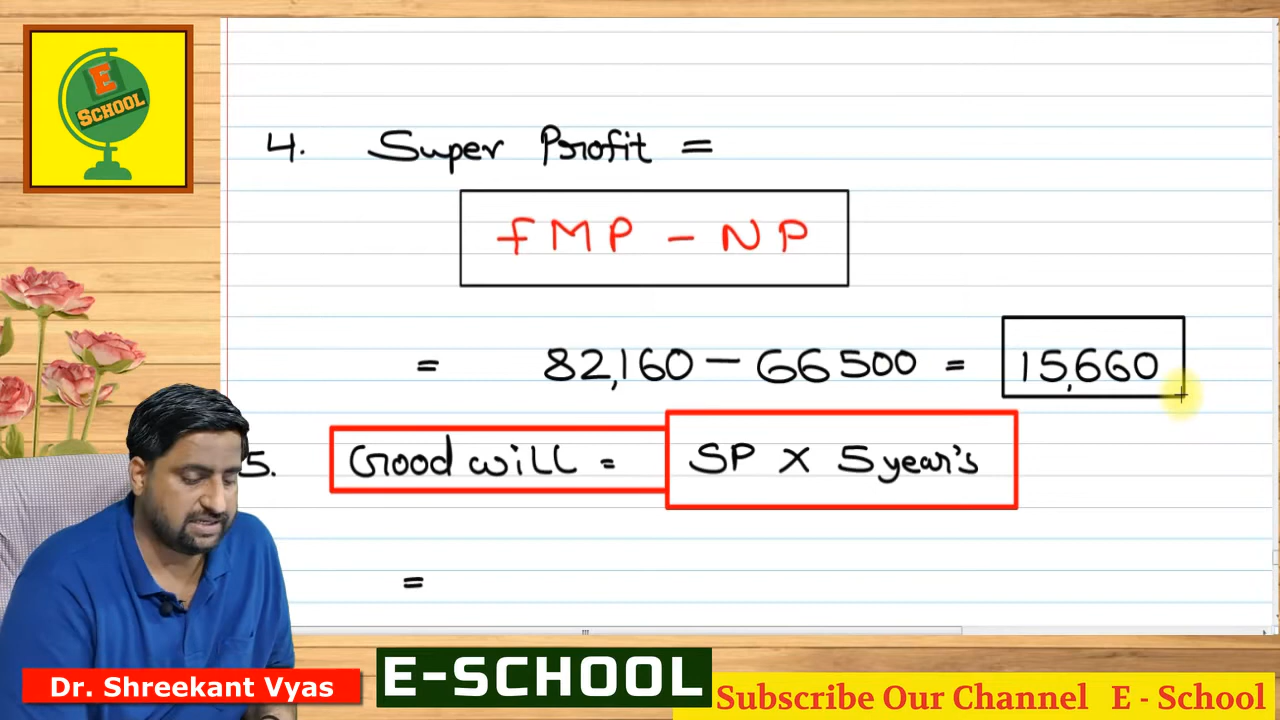 E
SCHOOL
4. Super Profit =
fMP - NP
= 82,160 - 66500 = 15,660
5. Goodwill = SP X 5 year's
=
Dr. Shreekant Vyas
E-SCHOOL
Subscribe Our Channel E - School